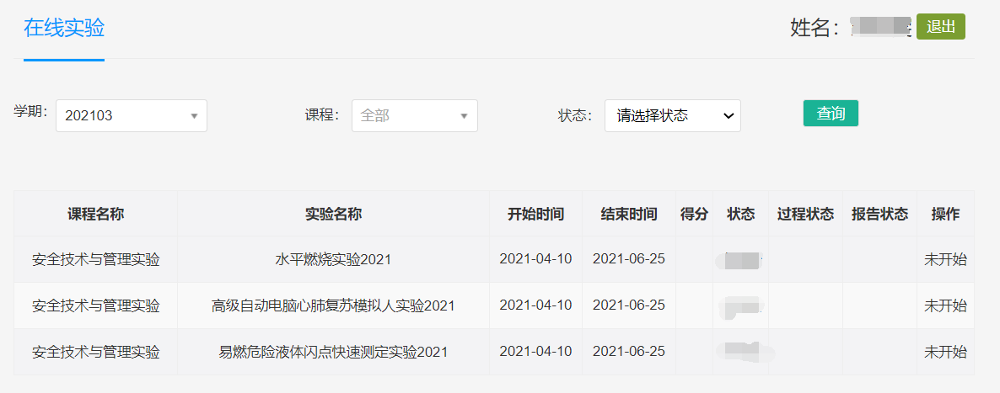 在线实验 姓名： 退出
学期： 202103 课程： 全部 状态： 请选择状态 查询
课程名称 实验名称 开始时间 结束时间 得分 状态 过程状态 报告状态 操作
安全技术与管理实验 水平燃烧实验2021 2021-04-10 2021-06-25 未开始
安全技术与管理实验 高级自动电脑心肺复苏模拟人实验2021 2021-04-10 2021-06-25 未开始
安全技术与管理实验 易燃危险液体闪点快速测定实验2021 2021-04-10 2021-06-25 未开始